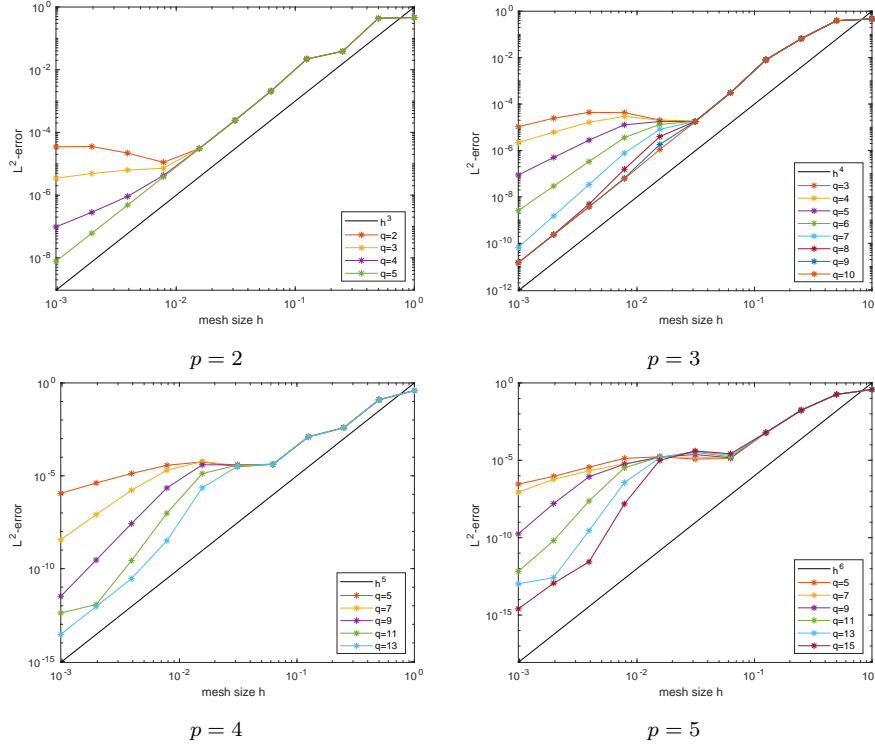 10^0
10^-2
10^-4
10^-6
10^-8
L^2-error
10^-3
10^-2
10^-1
10^0
mesh size h
h^3
q=2
q=3
q=4
q=5
p = 2
10^0
10^-2
10^-4
10^-6
10^-8
10^-10
10^-12
L^2-error
10^-3
10^-2
10^-1
10^0
mesh size h
h^4
q=3
q=4
q=5
q=6
q=7
q=8
q=9
q=10
p = 3
10^0
10^-5
10^-10
10^-15
L^2-error
10^-3
10^-2
10^-1
10^0
mesh size h
h^5
q=5
q=7
q=9
q=11
q=13
p = 4
10^0
10^-5
10^-10
10^-15
L^2-error
10^-3
10^-2
10^-1
10^0
mesh size h
h^6
q=5
q=7
q=9
q=11
q=13
q=15
p = 5